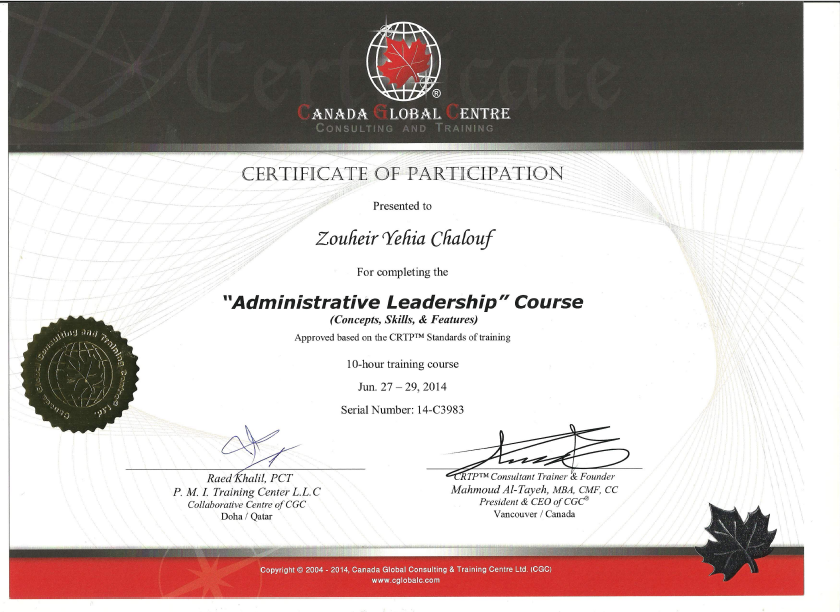 Certificate
CANADA GLOBAL CENTRE
CONSULTING AND TRAINING
CERTIFICATE OF PARTICIPATION
Presented to
Zouheir Yehia Chalouf
For completing the
“Administrative Leadership” Course
(Concepts, Skills, & Features)
Approved based on the CRTP™ Standards of training
10-hour training course
Jun. 27 – 29, 2014
Serial Number: 14-C3983
Canada Global Consulting and Training Centre® Ltd.
Raed Khalil, PCT
P. M. I. Training Center L.L.C
Collaborative Centre of CGC
Doha / Qatar
CRTP™ Consultant Trainer & Founder
Mahmoud Al-Tayeh, MBA, CMF, CC
President & CEO of CGC®
Vancouver / Canada
Copyright © 2004 - 2014, Canada Global Consulting & Training Centre Ltd. (CGC)
www.cglobalc.com